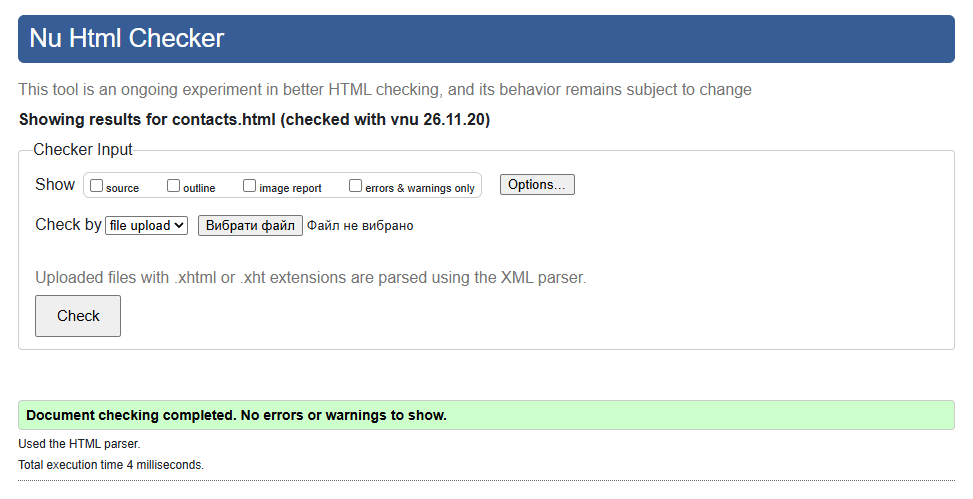 Nu Html Checker
This tool is an ongoing experiment in better HTML checking, and its behavior remains subject to change
Showing results for contacts.html (checked with vnu 26.11.20)
Checker Input
Show source outline image report errors & warnings only Options...
Check by file upload Вибрати файл Файл не вибрано
Uploaded files with .xhtml or .xht extensions are parsed using the XML parser.
Check
Document checking completed. No errors or warnings to show.
Used the HTML parser.
Total execution time 4 milliseconds.